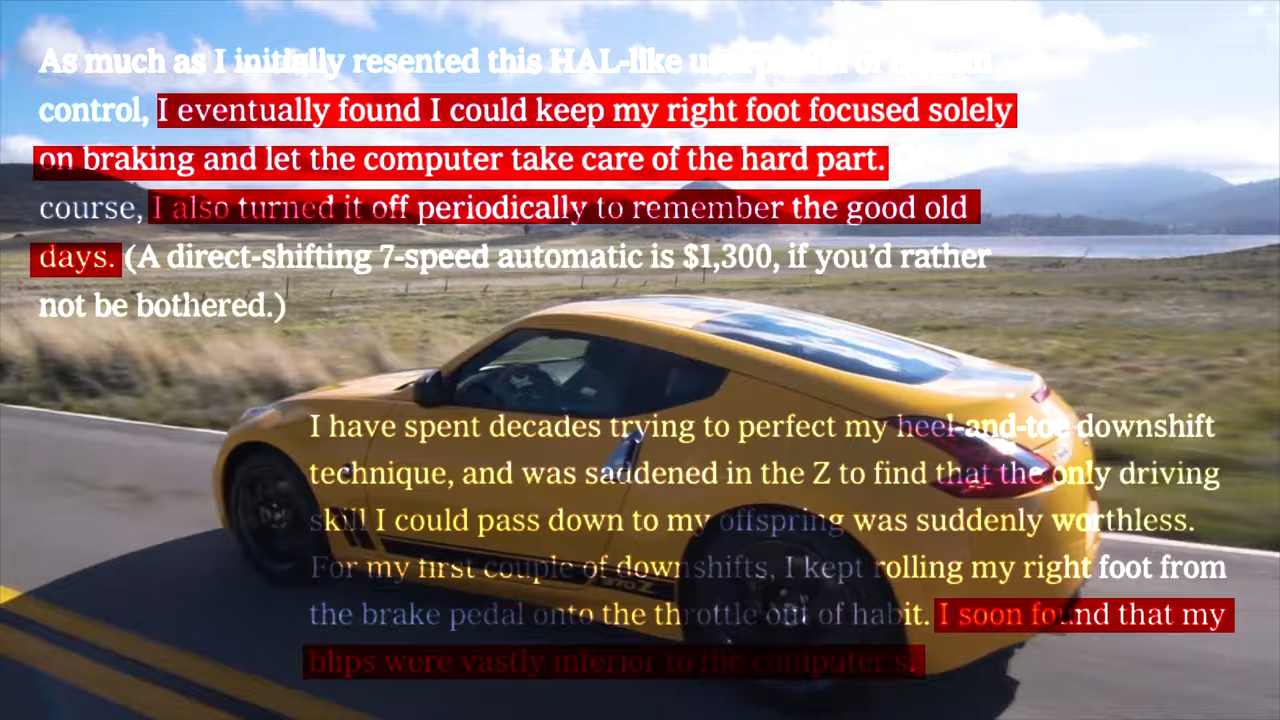 As much as I initially resented this HAL-like usurpation of human
control, I eventually found I could keep my right foot focused solely
on braking and let the computer take care of the hard part.
course, I also turned it off periodically to remember the good old
days. (A direct-shifting 7-speed automatic is $1,300, if you’d rather
not be bothered.)
I have spent decades trying to perfect my heel-and-toe downshift
technique, and was saddened in the Z to find that the only driving
skill I could pass down to my offspring was suddenly worthless.
For my first couple of downshifts, I kept rolling my right foot from
the brake pedal onto the throttle out of habit. I soon found that my
blips were vastly inferior to the computer's.